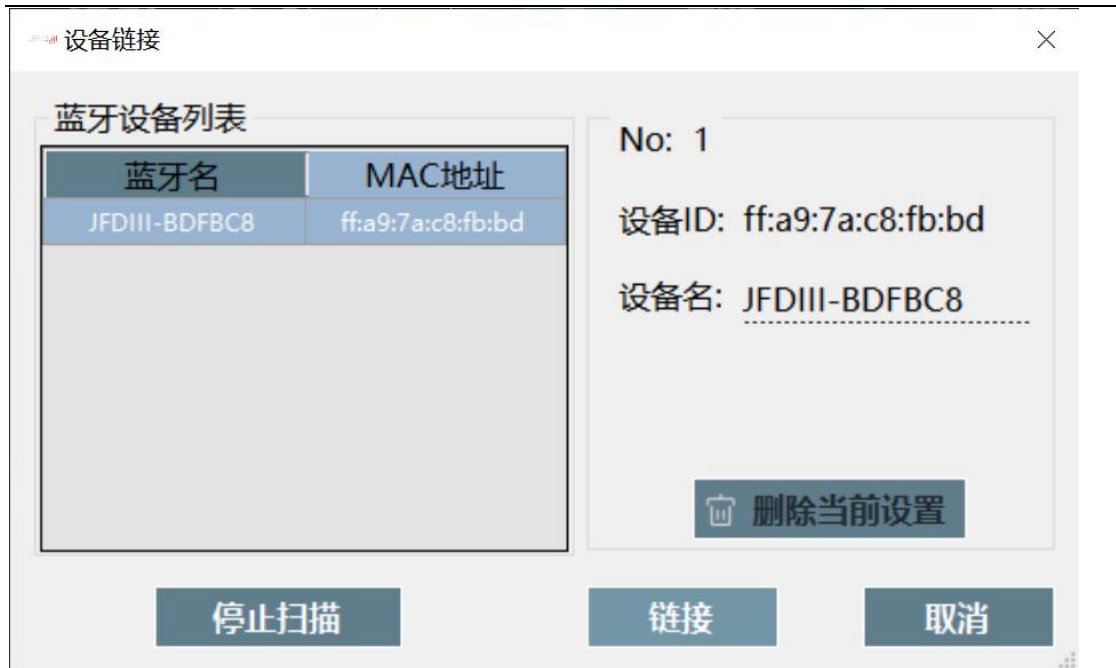 设备链接
蓝牙设备列表
蓝牙名 MAC地址
JFDIII-BDFBC8 ff:a9:7a:c8:fb:bd
No: 1
设备ID: ff:a9:7a:c8:fb:bd
设备名: JFDIII-BDFBC8
删除当前设置
停止扫描 链接 取消